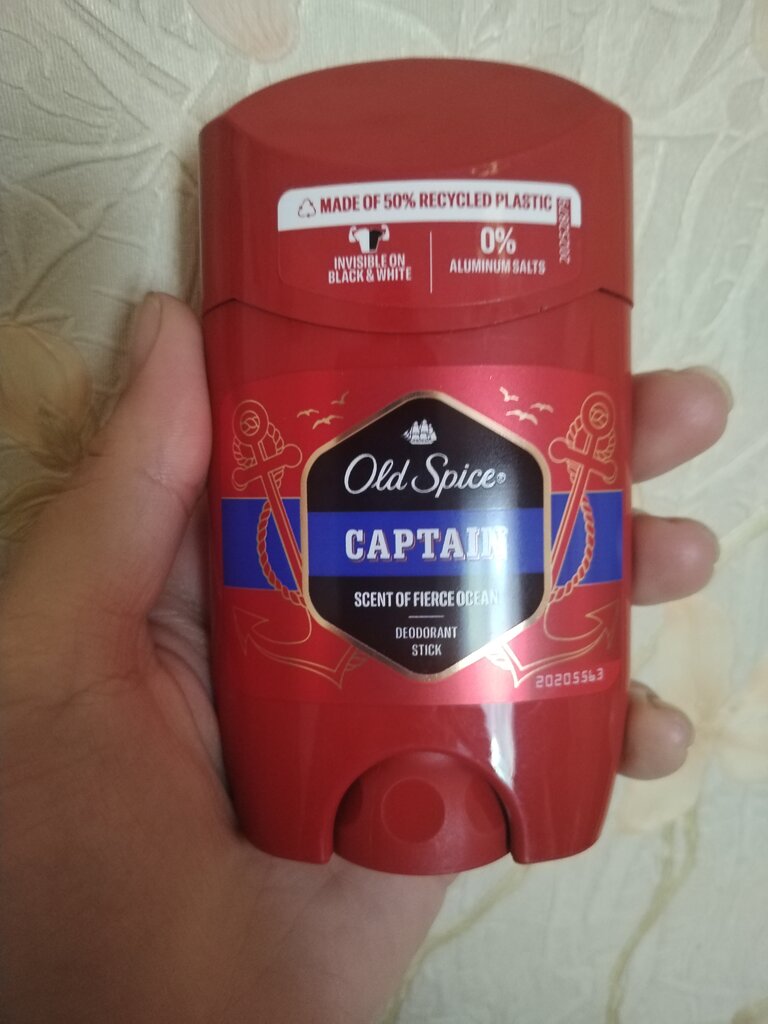 MADE OF 50% RECYCLED PLASTIC
INVISIBLE ON
BLACK & WHITE
0%
ALUMINUM SALTS
Old Spice
CAPTAIN
SCENT OF FIERCE OCEAN
DEODORANT
STICK
20205563